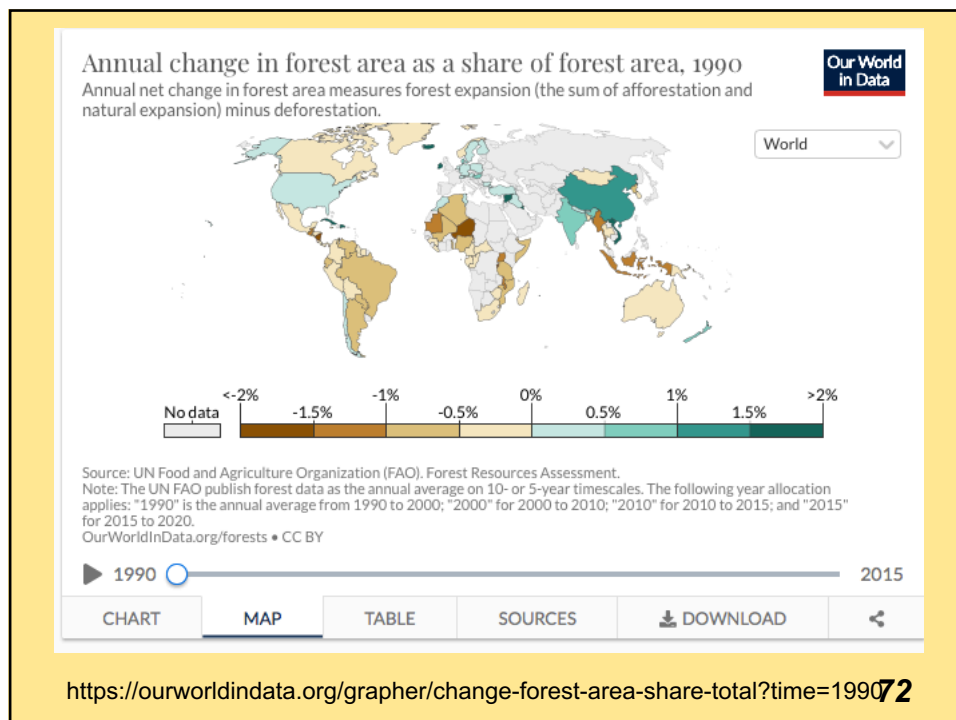 Annual change in forest area as a share of forest area, 1990
Our World
in Data
Annual net change in forest area measures forest expansion (the sum of afforestation and
natural expansion) minus deforestation.
World
<-2% -1% 0% 1% >2%
No data -1.5% -0.5% 0.5% 1.5%
Source: UN Food and Agriculture Organization (FAO). Forest Resources Assessment.
Note: The UN FAO publish forest data as the annual average on 10- or 5-year timescales. The following year allocation
applies: "1990" is the annual average from 1990 to 2000; "2000" for 2000 to 2010; "2010" for 2010 to 2015; and "2015"
for 2015 to 2020.
OurWorldInData.org/forests • CC BY
1990 2015
CHART MAP TABLE SOURCES DOWNLOAD
https://ourworldindata.org/grapher/change-forest-area-share-total?time=1990 72